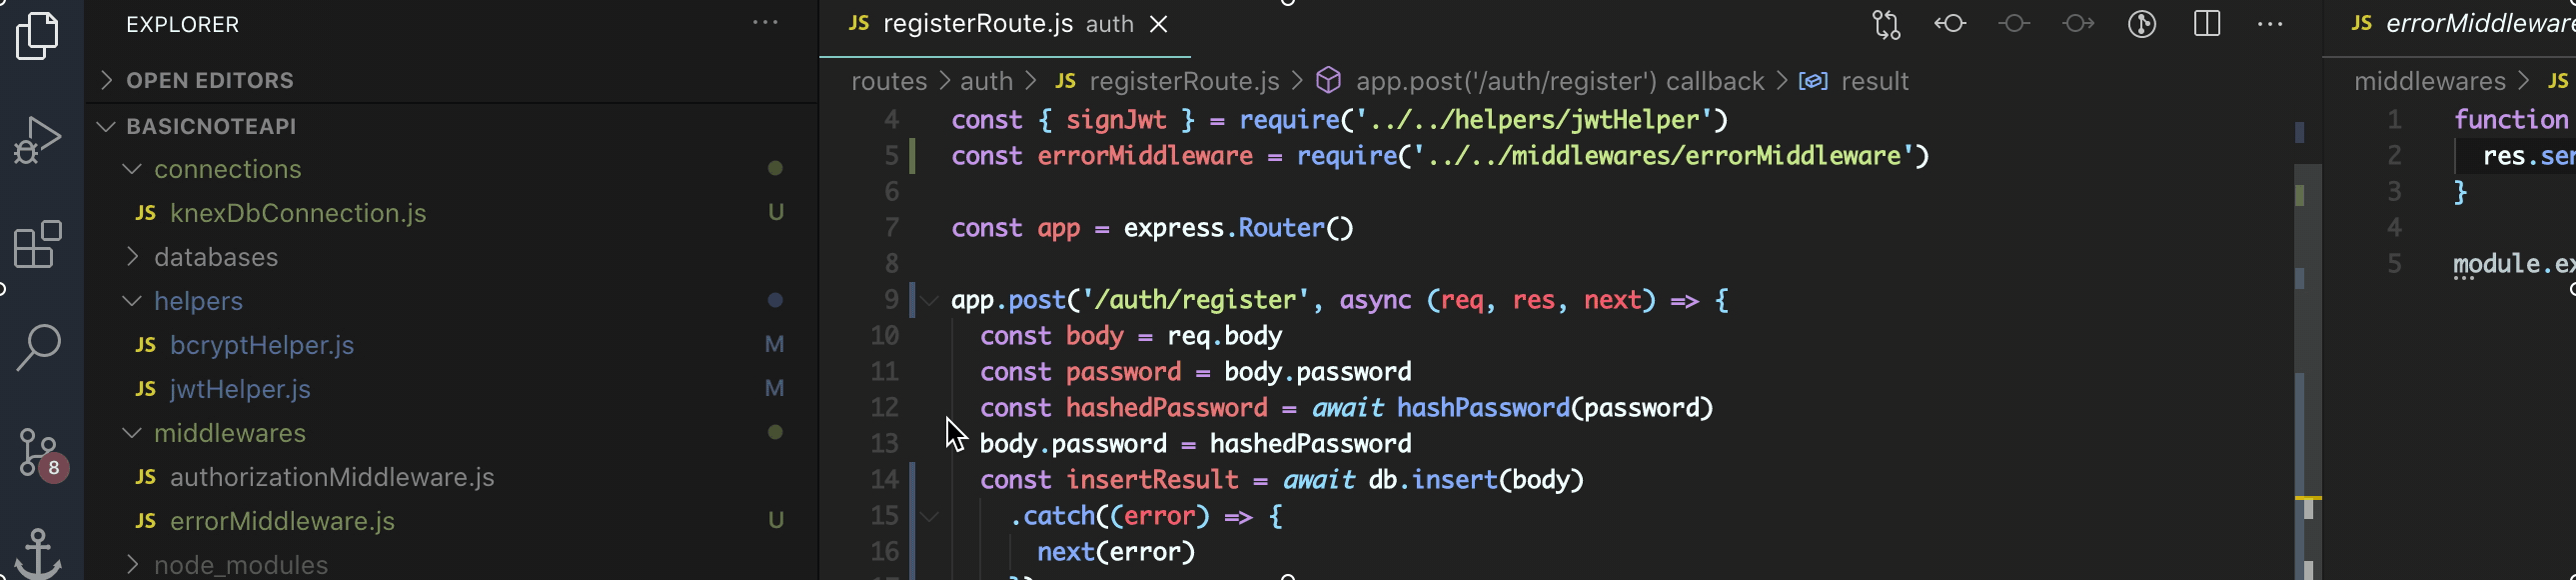 EXPLORER
OPEN EDITORS
BASICNOTEAPI
connections
JS knexDbConnection.js U
databases
helpers
JS bcryptHelper.js M
JS jwtHelper.js M
middlewares
JS authorizationMiddleware.js
JS errorMiddleware.js U
node_modules
8
JS registerRoute.js auth
routes > auth > JS registerRoute.js > app.post('/auth/register') callback > result
4 const { signJwt } = require('../../helpers/jwtHelper')
5 const errorMiddleware = require('../../middlewares/errorMiddleware')
6
7 const app = express.Router()
8
9 app.post('/auth/register', async (req, res, next) => {
10 const body = req.body
11 const password = body.password
12 const hashedPassword = await hashPassword(password)
13 body.password = hashedPassword
14 const insertResult = await db.insert(body)
15 .catch((error) => {
16 next(error)
JS errorMiddleware
middlewares > JS
1 function
2 res.ser
3 }
4
5 module.ex